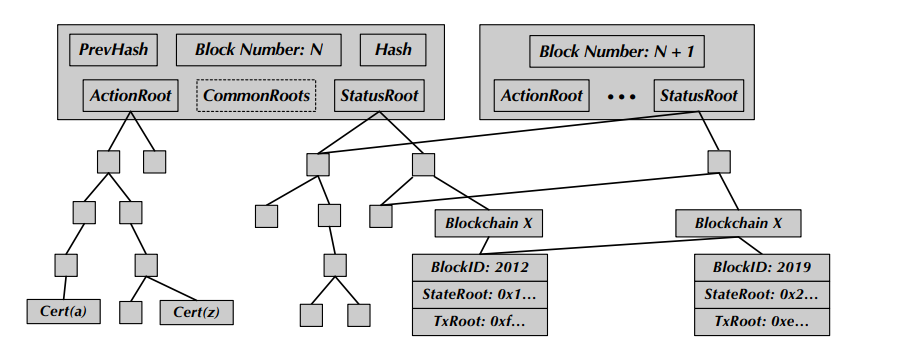 PrevHash
Block Number: N
Hash
ActionRoot
CommonRoots
StatusRoot
Block Number: N + 1
ActionRoot
•••
StatusRoot
Blockchain X
Blockchain X
BlockID: 2012
StateRoot: 0x1...
TxRoot: 0xf...
BlockID: 2019
StateRoot: 0x2...
TxRoot: 0xe...
Cert(a)
Cert(z)